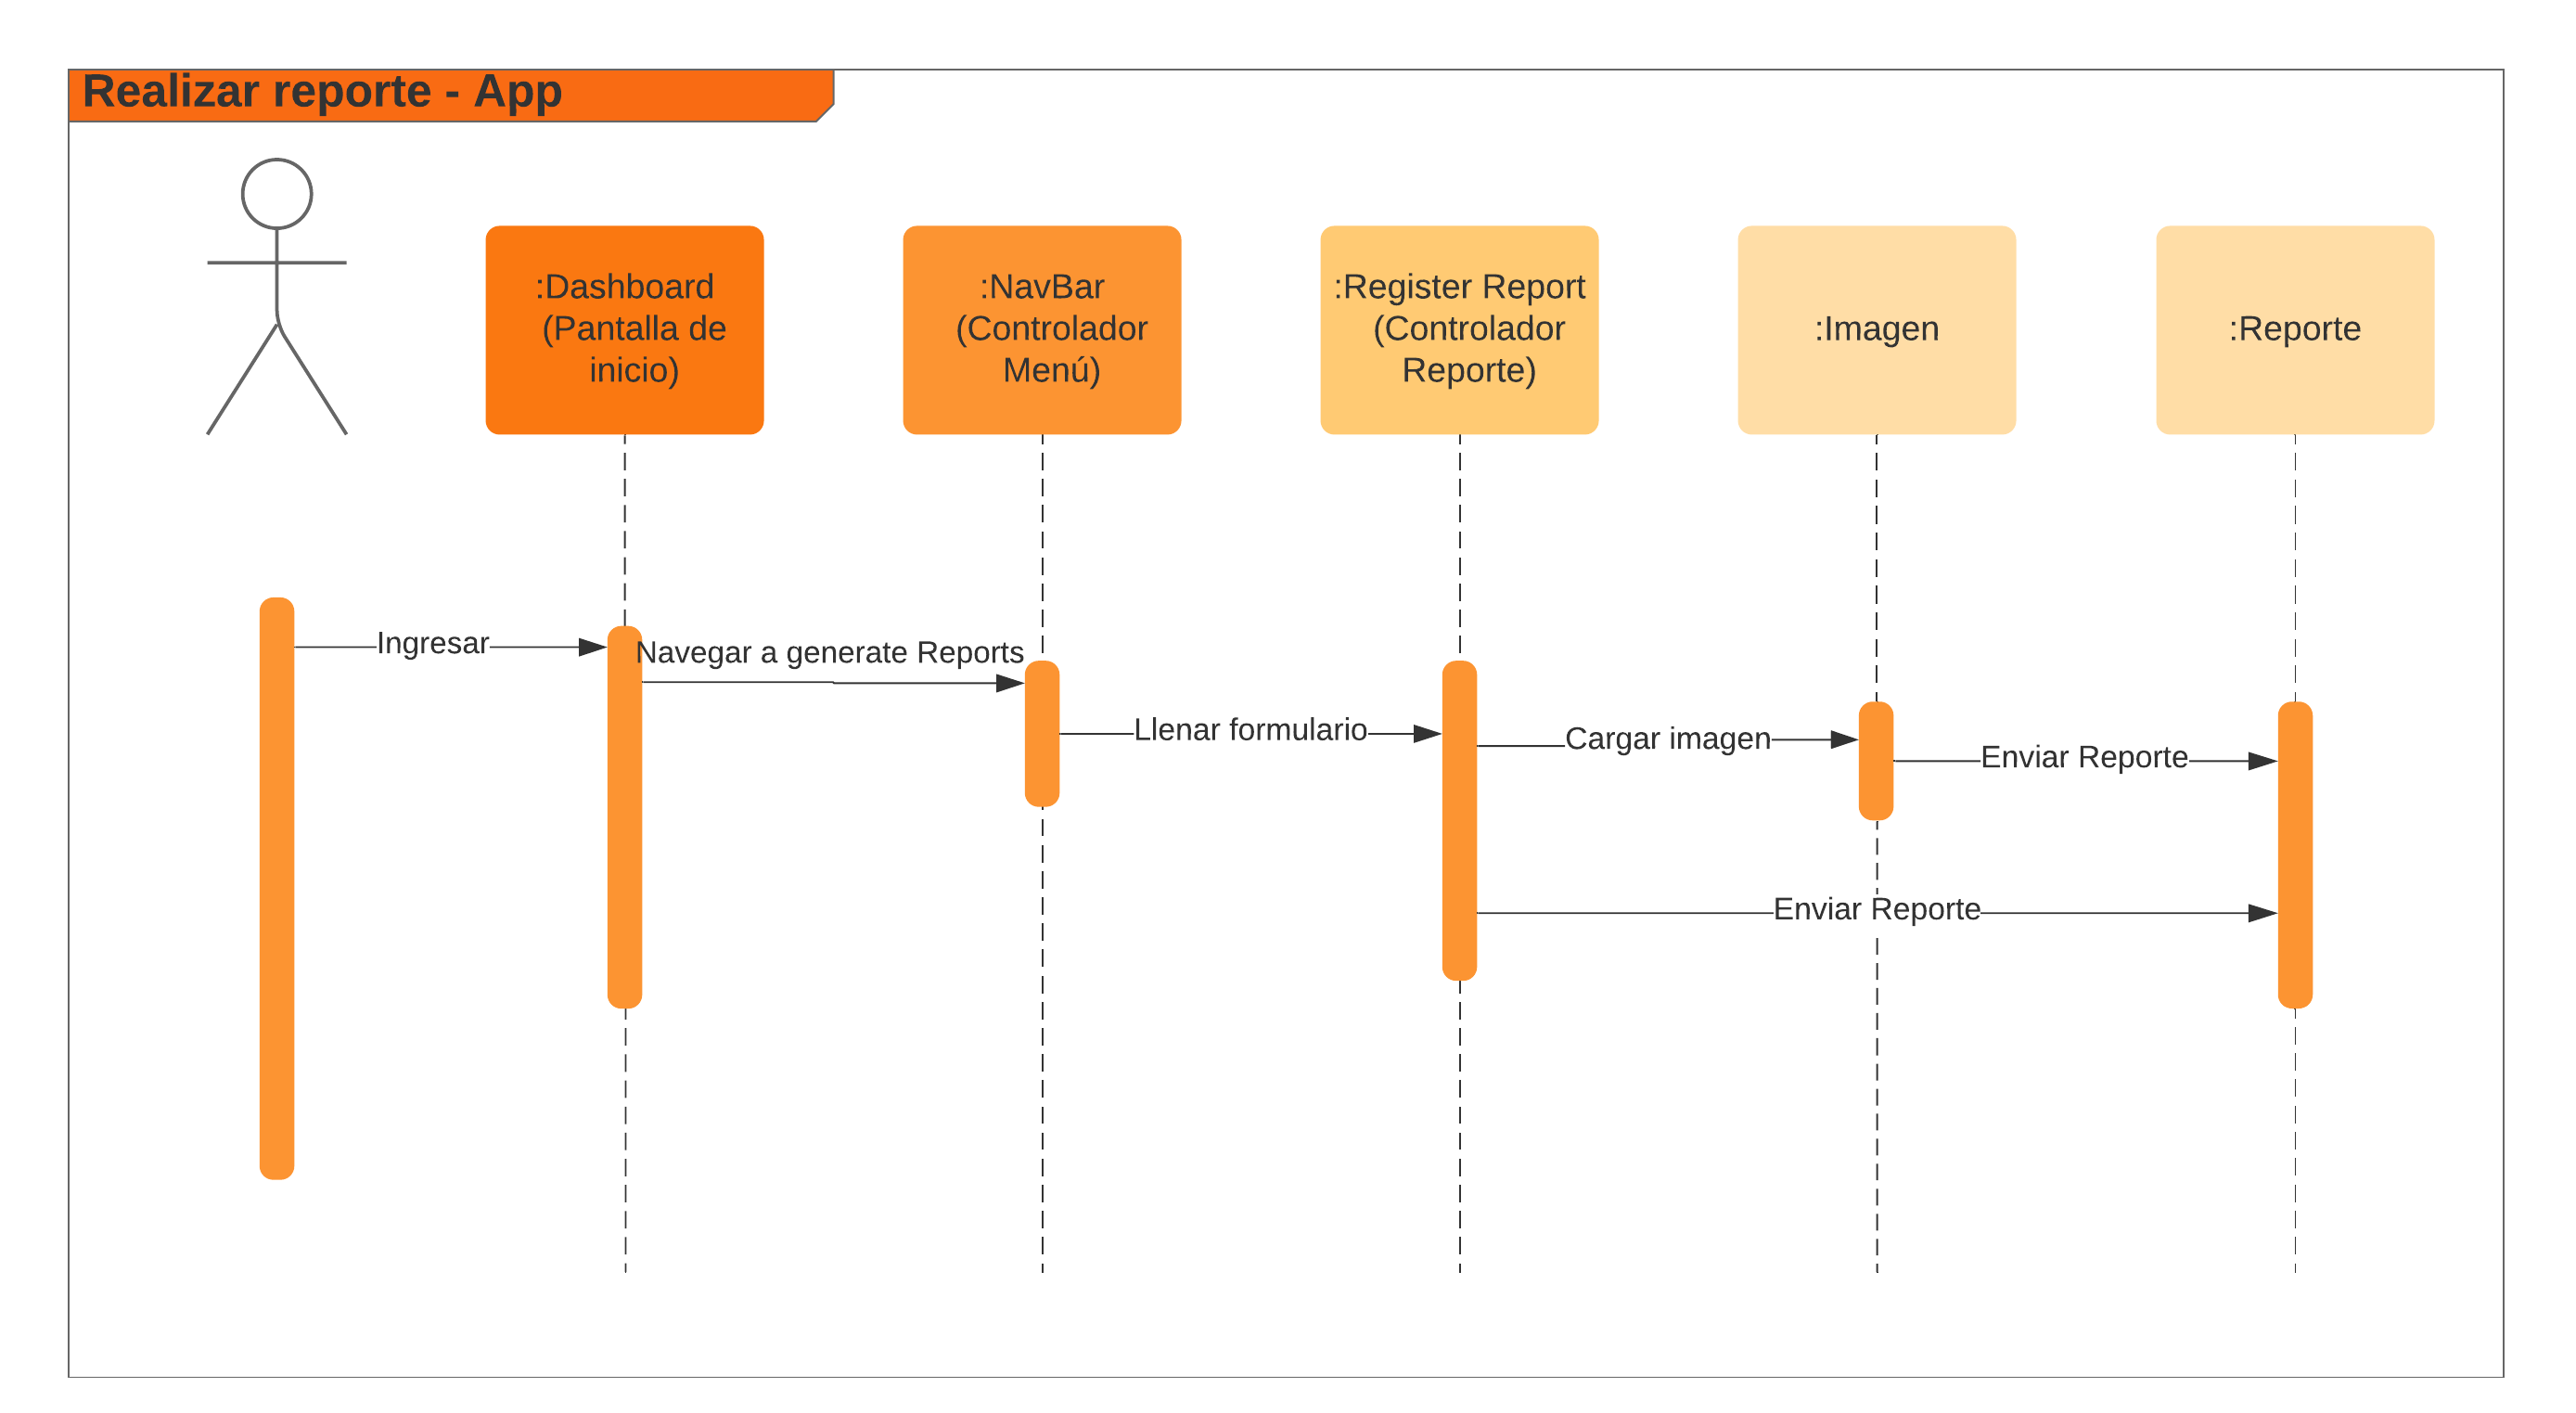 Realizar reporte - App
:Dashboard
(Pantalla de
inicio)
:NavBar
(Controlador
Menú)
:Register Report
(Controlador
Reporte)
:Imagen
:Reporte
Ingresar
Navegar a generate Reports
Llenar formulario
Cargar imagen
Enviar Reporte
Enviar Reporte